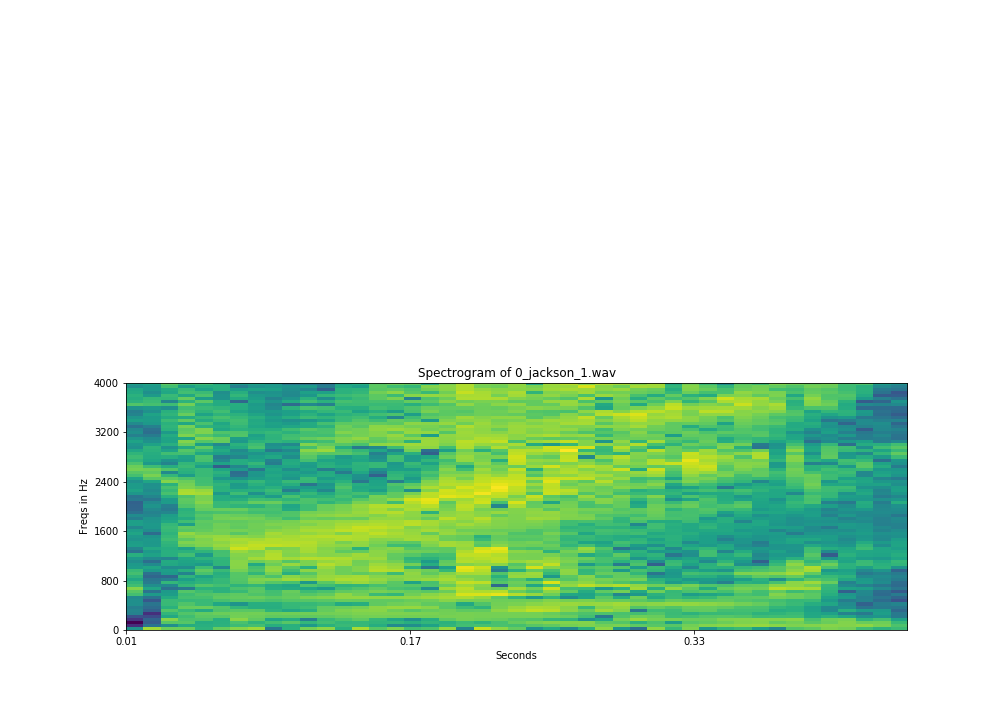 Spectrogram of 0_jackson_1.wav
4000
3200
2400
1600
800
0
Freqs in Hz
0.01 0.17 0.33
Seconds